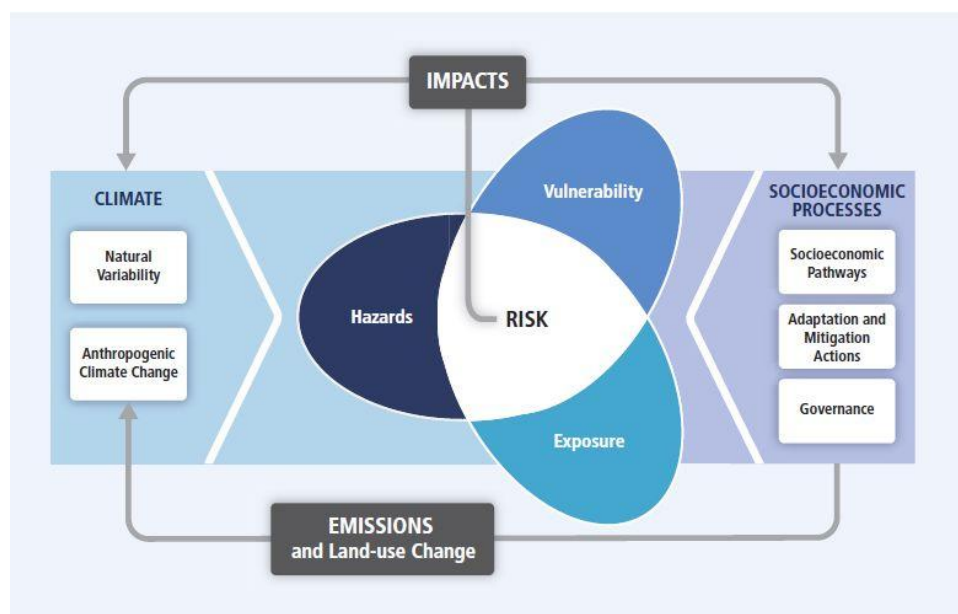 IMPACTS
CLIMATE
Natural
Variability
Anthropogenic
Climate Change
Vulnerability
Hazards
RISK
Exposure
SOCIOECONOMIC
PROCESSES
Socioeconomic
Pathways
Adaptation and
Mitigation
Actions
Governance
EMISSIONS
and Land-use Change